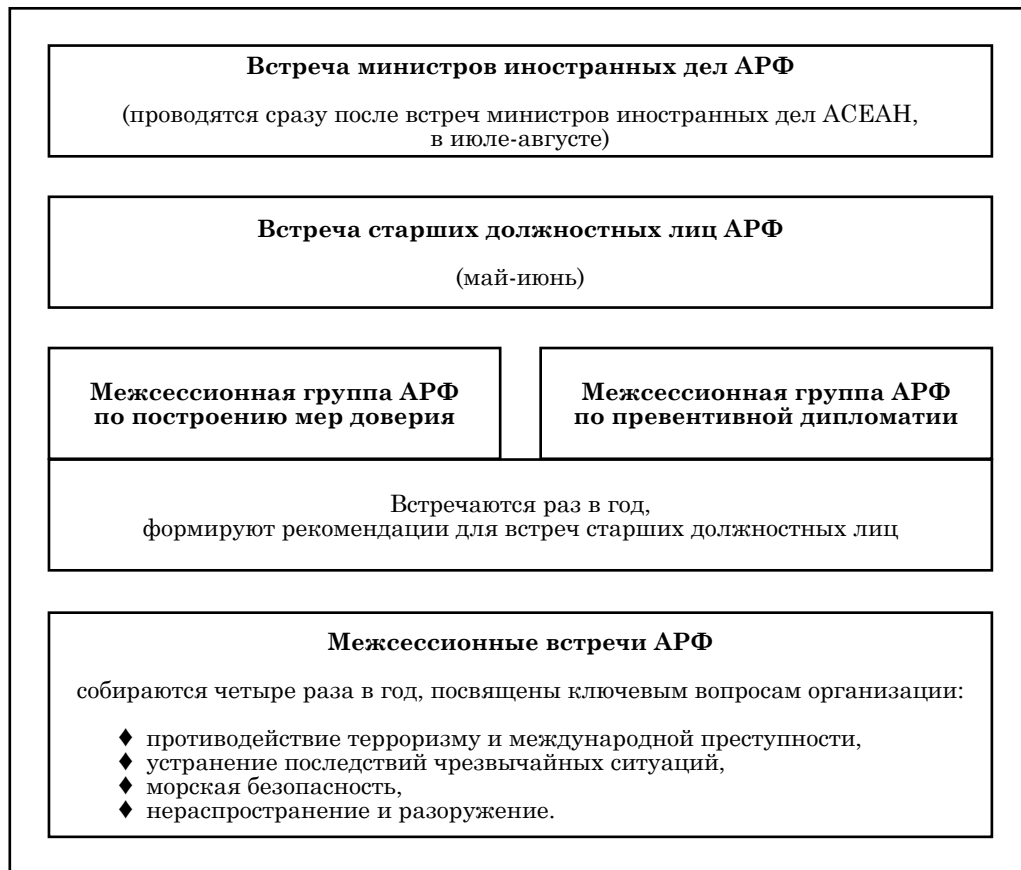 Встреча министров иностранных дел АРФ
(проводятся сразу после встреч министров иностранных дел АСЕАН,
в июле-августе)
Встреча старших должностных лиц АРФ
(май-июнь)
Межсессионная группа АРФ
по построению мер доверия
Межсессионная группа АРФ
по превентивной дипломатии
Встречаются раз в год,
формируют рекомендации для встреч старших должностных лиц
Межсессионные встречи АРФ
собираются четыре раза в год, посвящены ключевым вопросам организации:
♦ противодействие терроризму и международной преступности,
♦ устранение последствий чрезвычайных ситуаций,
♦ морская безопасность,
♦ нераспространение и разоружение.